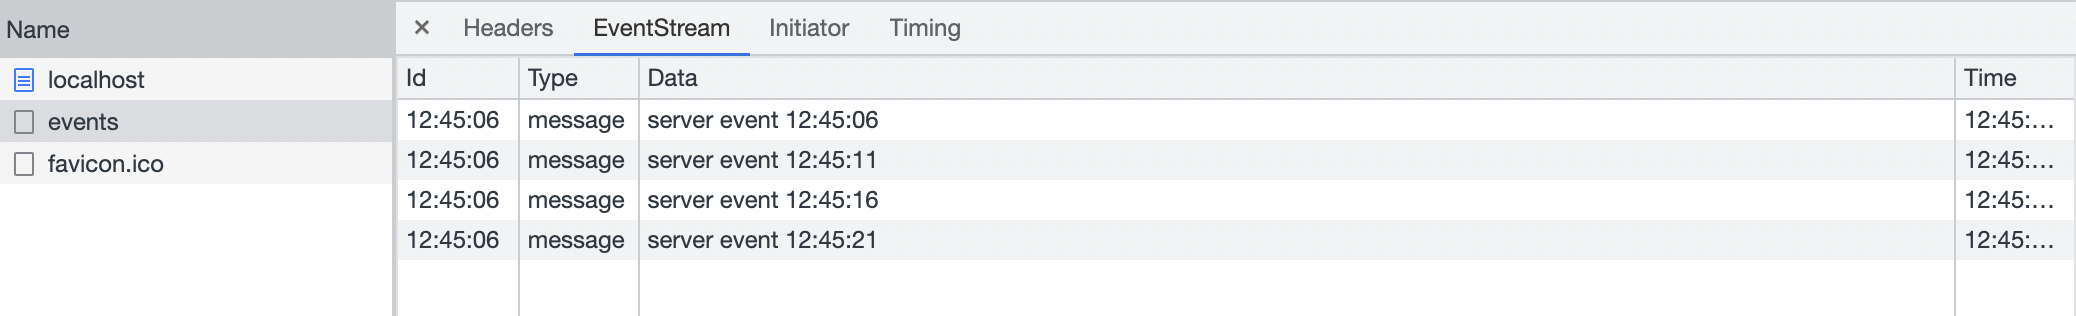 Name
× Headers EventStream Initiator Timing
localhost
events
favicon.ico
Id Type Data Time
12:45:06 message server event 12:45:06 12:45:…
12:45:06 message server event 12:45:11 12:45:…
12:45:06 message server event 12:45:16 12:45:…
12:45:06 message server event 12:45:21 12:45:…